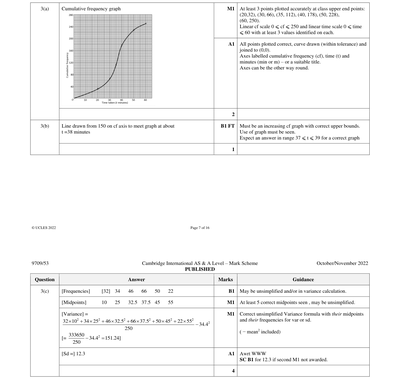 3(a) Cumulative frequency graph M1 At least 3 points plotted accurately at class upper end points:
(20,32), (30, 66), (35, 112), (40, 178), (50, 228),
(60, 250).
Linear cf scale 0 ⩽ cf ⩽ 250 and linear time scale 0 ⩽ time
⩽ 60 with at least 3 values identified on each.
A1 All points plotted correct, curve drawn (within tolerance) and
joined to (0,0).
Axes labelled cumulative frequency (cf), time (t) and
minutes (min or m) – or a suitable title.
Axes can be the other way round.
2
3(b) Line drawn from 150 on cf axis to meet graph at about B1 FT Must be an increasing cf graph with correct upper bounds.
t =38 minutes Use of graph must be seen.
Expect an answer in range 37 ⩽ t ⩽ 39 for a correct graph
1
© UCLES 2022 Page 7 of 16
9709/53 Cambridge International AS & A Level – Mark Scheme October/November 2022
PUBLISHED
Question Answer Marks Guidance
3(c) [Frequencies] [32] 34 46 66 50 22 B1 May be unsimplified and/or in variance calculation.
[Midpoints] 10 25 32.5 37.5 45 55 M1 At least 5 correct midpoints seen , may be unsimplified.
[Variance] = M1 Correct unsimplified Variance formula with their midpoints
32×10² + 34×25² + 46×32.5² + 66×37.5² + 50×45² + 22×55² and their frequencies for var or sd.
250 − 34.4²
(− mean² included)
[= 333650/250 − 34.4² = 151.24]
[Sd =] 12.3 A1 Awrt WWW
SC B1 for 12.3 if second M1 not awarded.
4